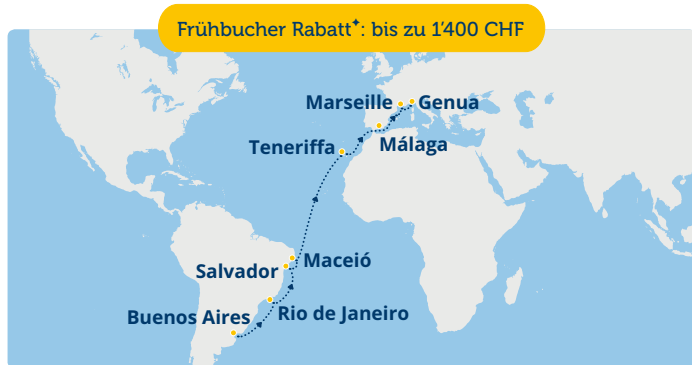 Frühbucher Rabatt✦: bis zu 1'400 CHF
Marseille
Genua
Málaga
Teneriffa
Maceió
Salvador
Rio de Janeiro
Buenos Aires